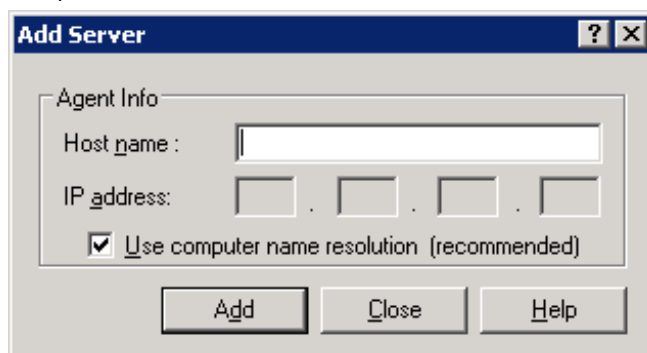 Add Server
Agent Info
Host name :
IP address:
. . .
Use computer name resolution (recommended)
Add Close Help